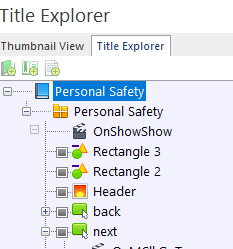 Title Explorer
Thumbnail View Title Explorer
Personal Safety
Personal Safety
OnShowShow
Rectangle 3
Rectangle 2
Header
back
next